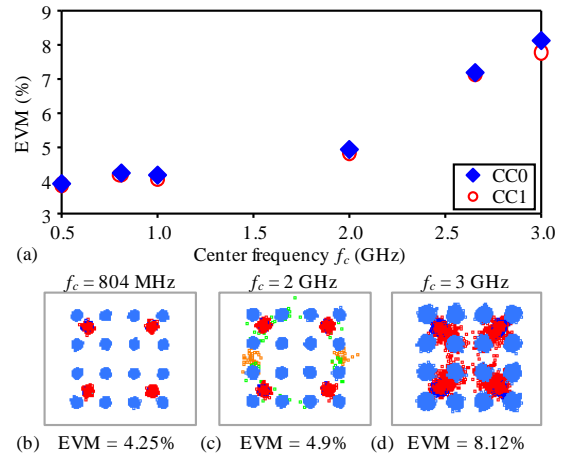 9
8
7
6
5
4
3
EVM (%)
CC0
CC1
0.5 1.0 1.5 2.0 2.5 3.0
(a) Center frequency fc (GHz)
fc = 804 MHz fc = 2 GHz fc = 3 GHz
(b) EVM = 4.25% (c) EVM = 4.9% (d) EVM = 8.12%